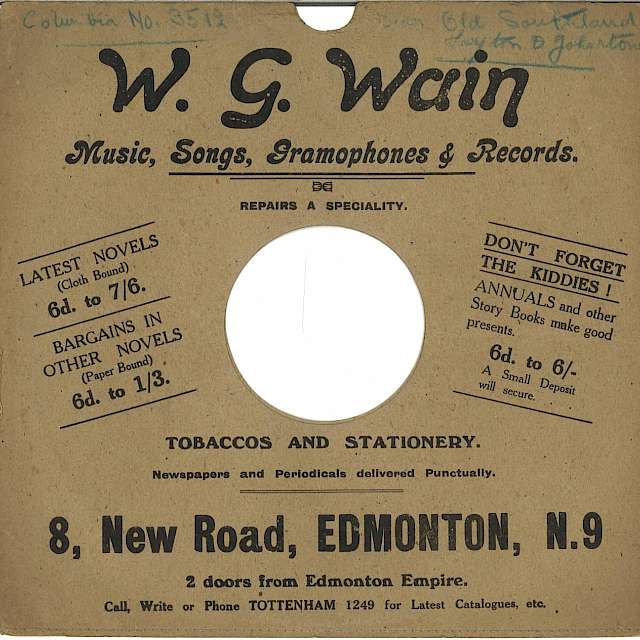 Columbia No. 3512
Dear Old Southland
Layton & Johnstone
W. G. Wain
Music, Songs, Gramophones & Records.
REPAIRS A SPECIALITY.
LATEST NOVELS
(Cloth Bound)
6d. to 7/6.
BARGAINS IN
OTHER NOVELS
(Paper Bound)
6d. to 1/3.
DON'T FORGET
THE KIDDIES !
ANNUALS and other
Story Books make good
presents.
6d. to 6/-
A Small Deposit
will secure.
TOBACCOS AND STATIONERY.
Newspapers and Periodicals delivered Punctually.
8, New Road, EDMONTON, N.9
2 doors from Edmonton Empire.
Call, Write or Phone TOTTENHAM 1249 for Latest Catalogues, etc.